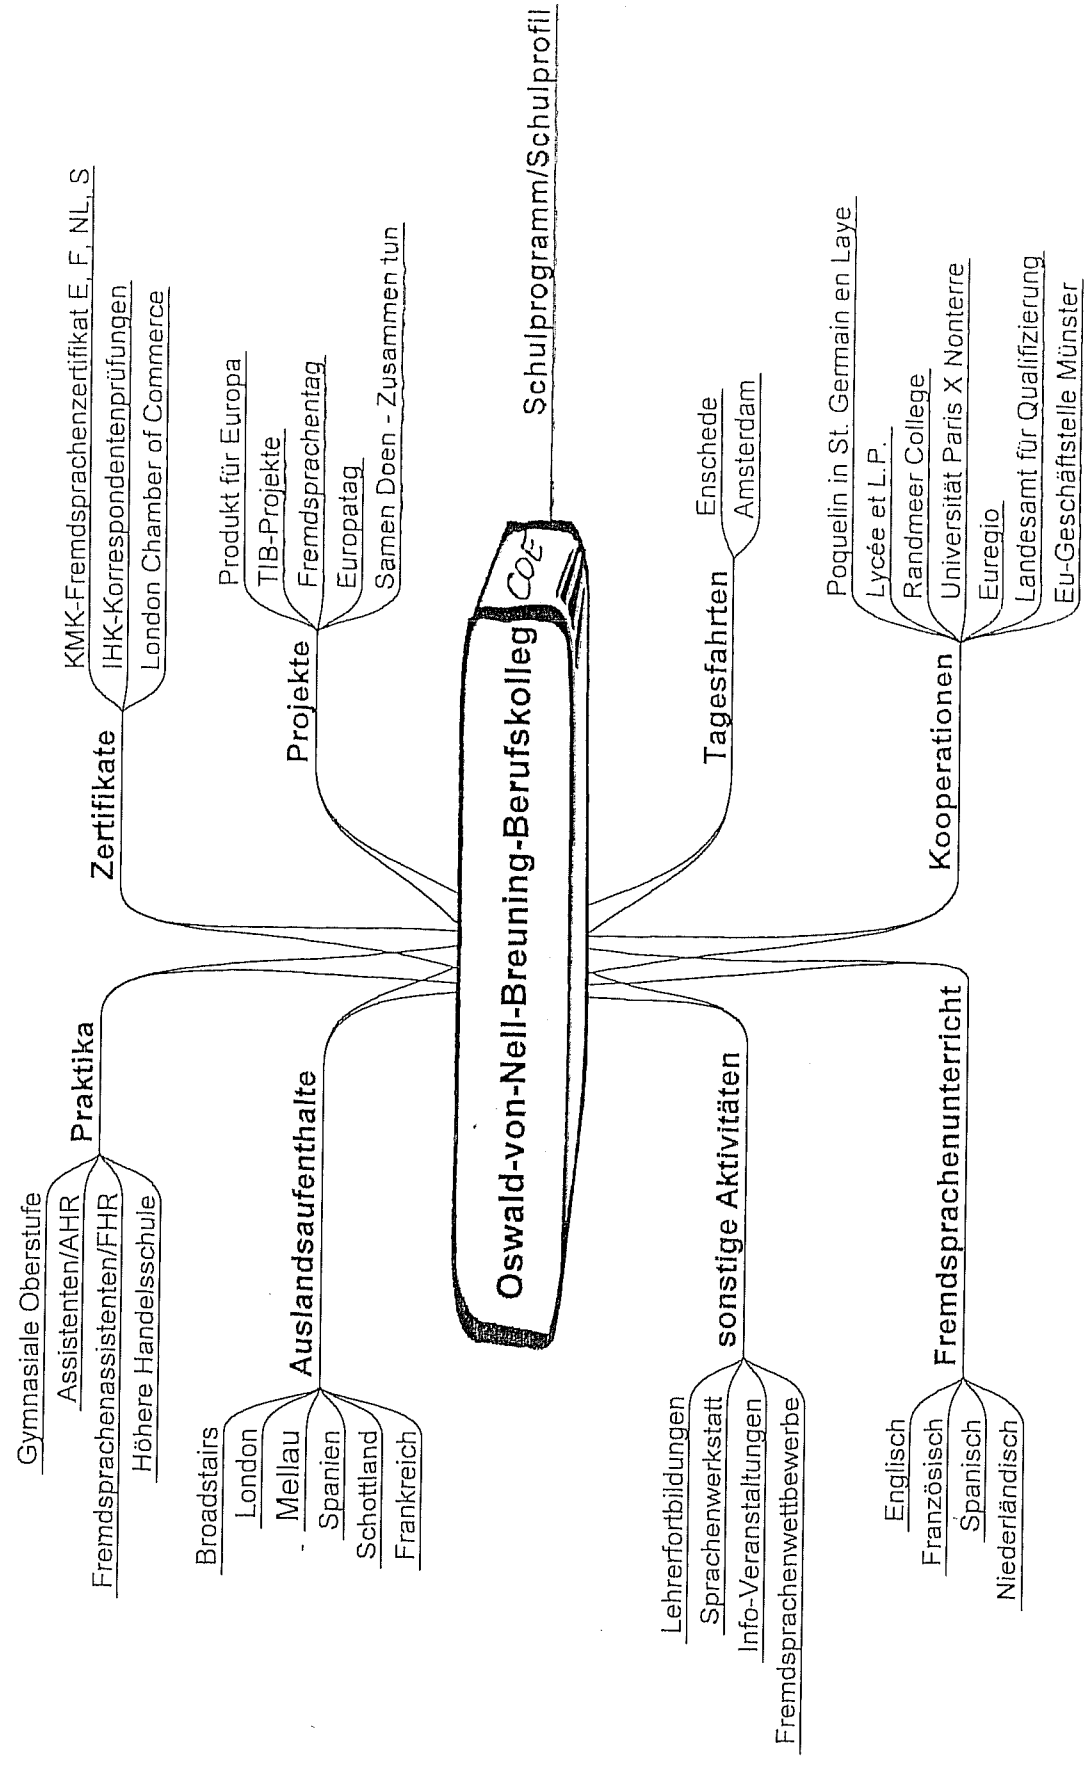 Praktika
Gymnasiale Oberstufe
Assistenten/AHR
Fremdsprachenassistenten/FHR
Höhere Handelsschule
Auslandsaufenthalte
Broadstairs
London
Mellau
Spanien
Schottland
Frankreich
sonstige Aktivitäten
Lehrerfortbildungen
Sprachenwerkstatt
Info-Veranstaltungen
Fremdsprachenwettbewerbe
Fremdsprachenunterricht
Englisch
Französisch
Spanisch
Niederländisch
Oswald-von-Nell-Breuning-Berufskolleg
COE
Schulprogramm/Schulprofil
Zertifikate
KMK-Fremdsprachenzertifikat E, F, NL, S
IHK-Korrespondentenprüfungen
London Chamber of Commerce
Projekte
Produkt für Europa
TIB-Projekte
Fremdsprachentag
Europatag
Samen Doen - Zusammen tun
Tagesfahrten
Enschede
Amsterdam
Kooperationen
Poquelin in St. Germain en Laye
Lycée et L.P.
Randmeer College
Universität Paris X Nonterre
Euregio
Landesamt für Qualifizierung
Eu-Geschäftstelle Münster